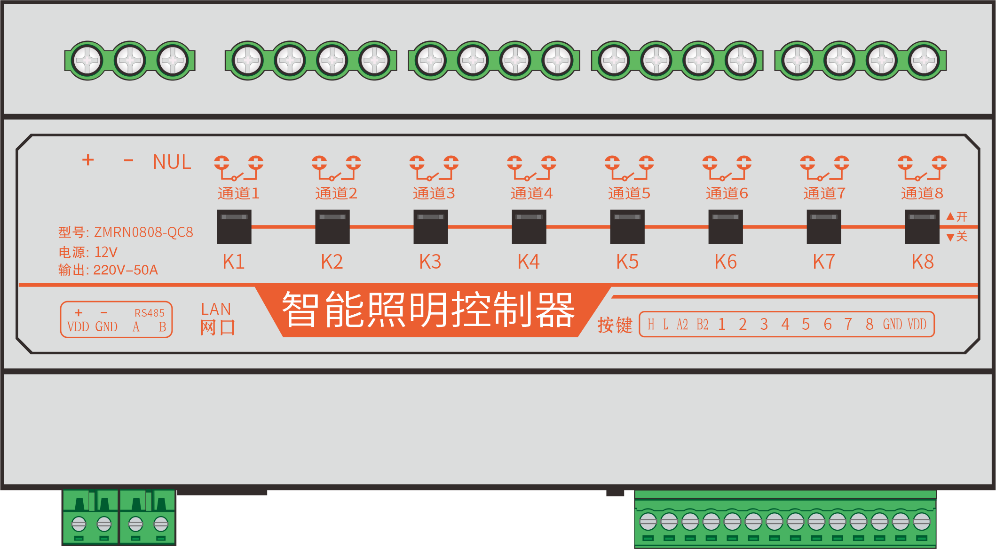 + - NUL
通道1 通道2 通道3 通道4 通道5 通道6 通道7 通道8
▲开
▼关
型号: ZMRN0808-QC8
电源: 12V
输出: 220V-50A
K1 K2 K3 K4 K5 K6 K7 K8
智能照明控制器
+ - RS485
VDD GND A B
LAN
网口
按键 H L A2 B2 1 2 3 4 5 6 7 8 GND VDD